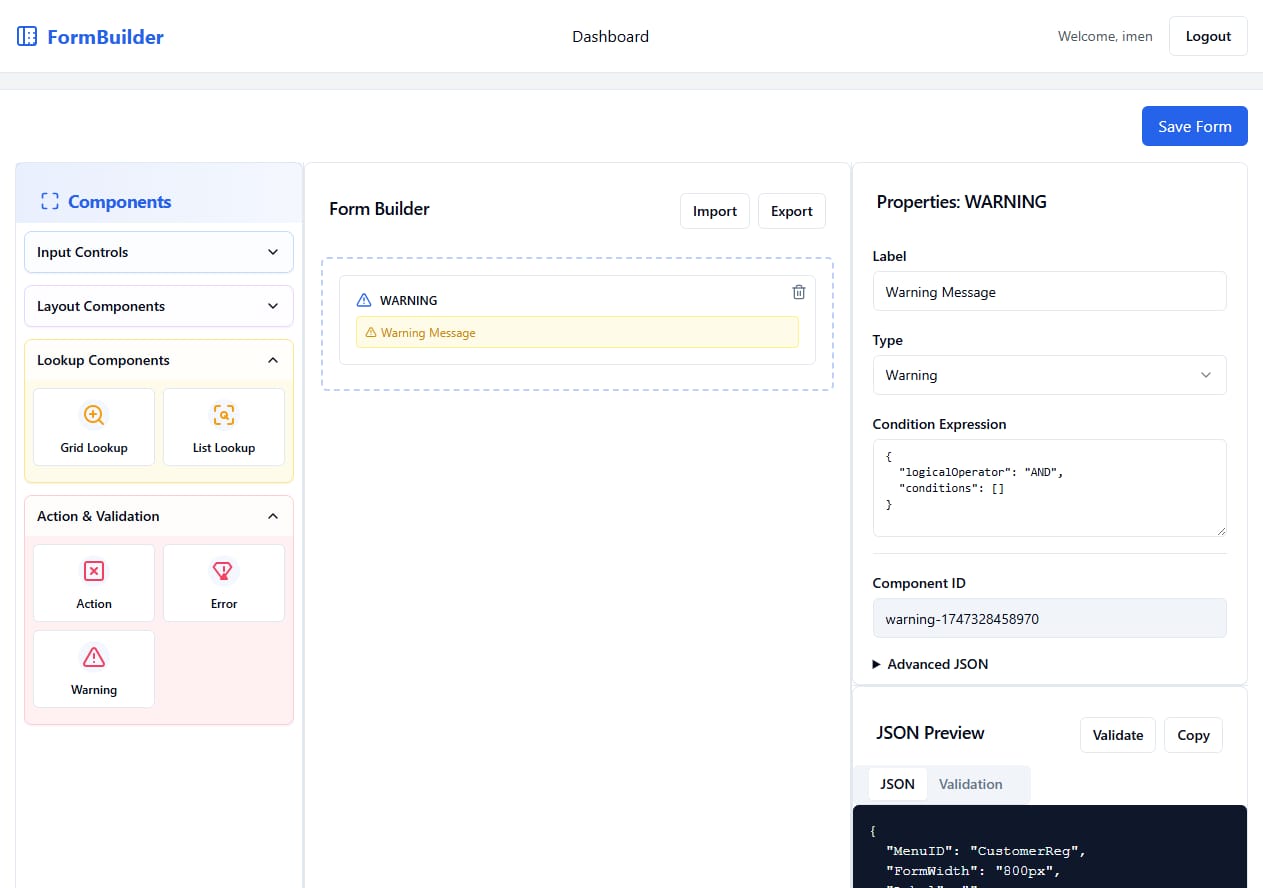 FormBuilder
Dashboard
Welcome, imen
Logout
Save Form
Components
Input Controls
Layout Components
Lookup Components
Grid Lookup
List Lookup
Action & Validation
Action
Error
Warning
Form Builder
Import
Export
WARNING
Warning Message
Properties: WARNING
Label
Warning Message
Type
Warning
Condition Expression
{
  "logicalOperator": "AND",
  "conditions": []
}
Component ID
warning-1747328458970
Advanced JSON
JSON Preview
Validate
Copy
JSON
Validation
{
  "MenuID": "CustomerReg",
  "FormWidth": "800px",